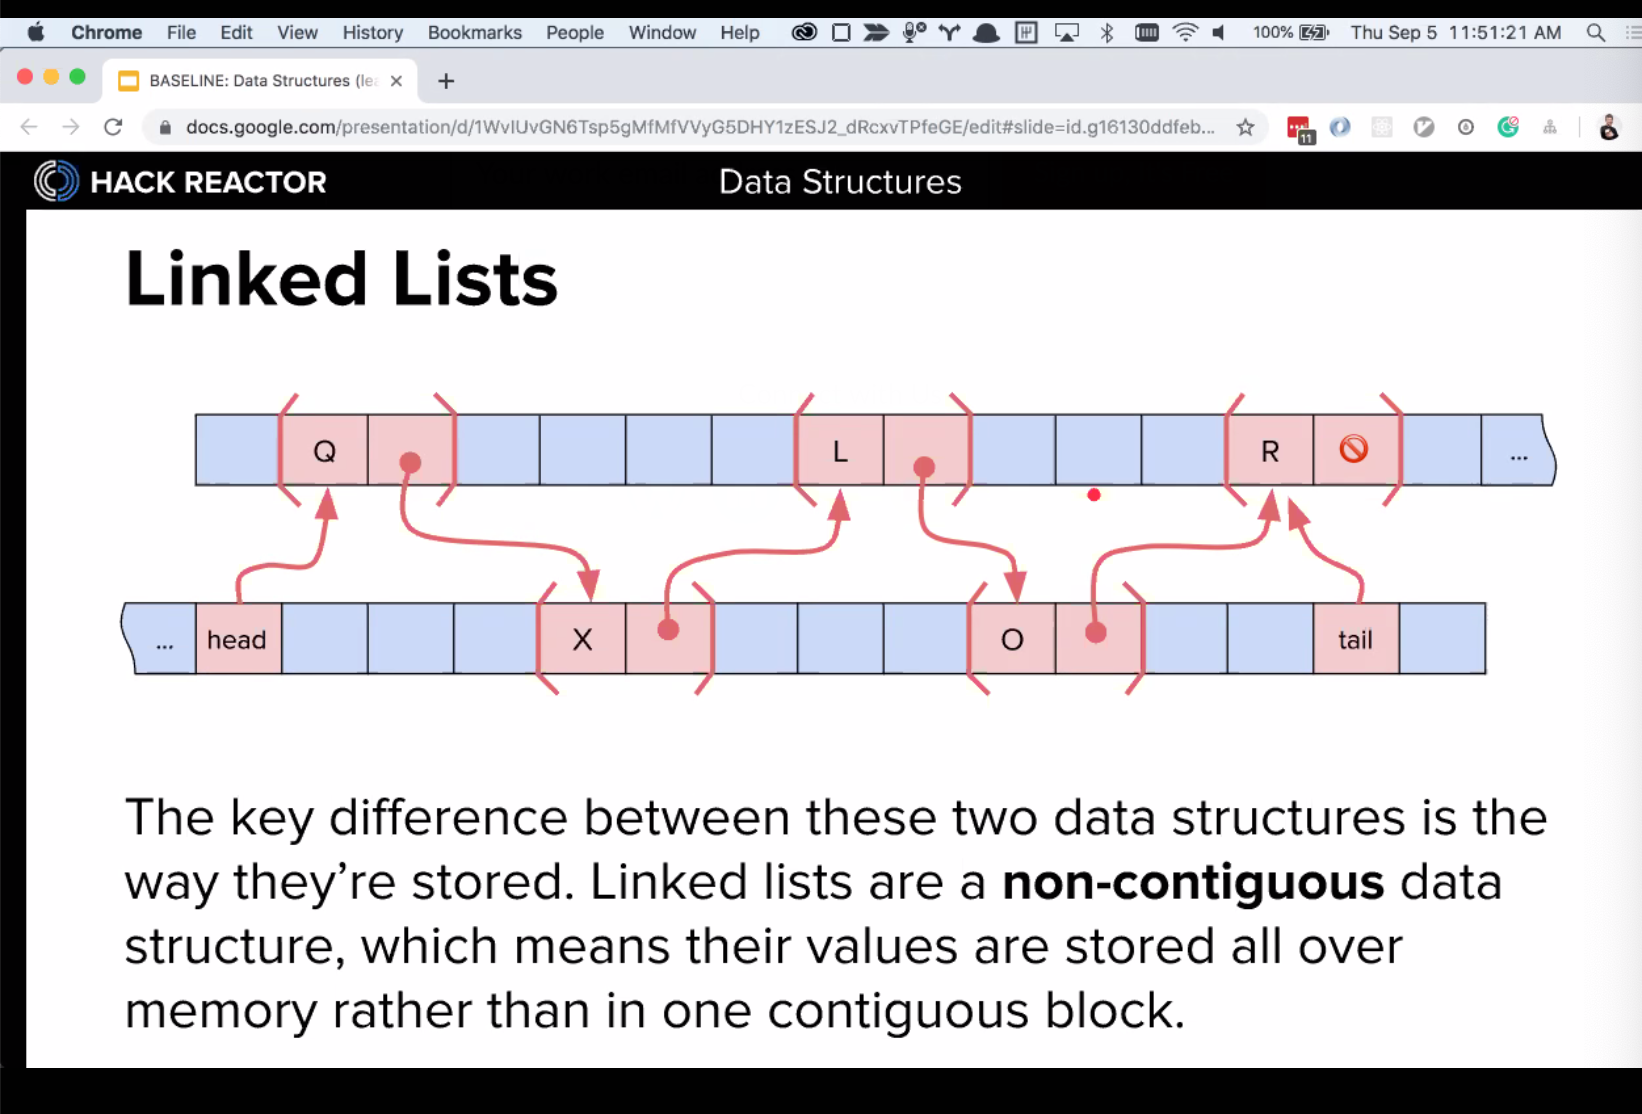 Chrome File Edit View History Bookmarks People Window Help 100% Thu Sep 5 11:51:21 AM
BASELINE: Data Structures (lea
docs.google.com/presentation/d/1WvIUvGN6Tsp5gMfMfVVyG5DHY1zESJ2_dRcxvTPfeGE/edit#slide=id.g16130ddfeb...
11
HACK REACTOR Data Structures
Linked Lists
Q L R ...
... head X O tail
The key difference between these two data structures is the
way they’re stored. Linked lists are a non-contiguous data
structure, which means their values are stored all over
memory rather than in one contiguous block.